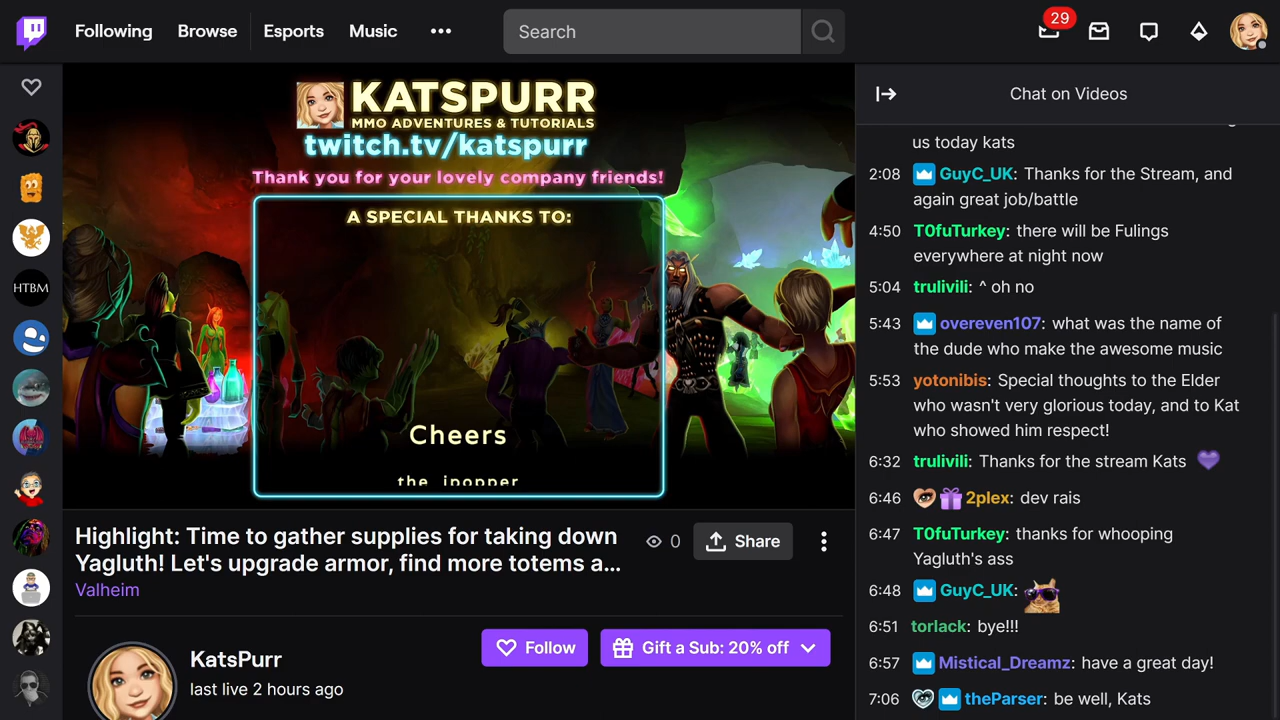 Following Browse Esports Music Search 29
KATSPURR
MMO ADVENTURES & TUTORIALS
twitch.tv/katspurr
Thank you for your lovely company friends!
A SPECIAL THANKS TO:
Cheers
the_jpopper
HTBM
Highlight: Time to gather supplies for taking down
Yagluth! Let's upgrade armor, find more totems a...
Valheim
0 Share
KatsPurr
last live 2 hours ago
Follow
Gift a Sub: 20% off
Chat on Videos
us today kats
2:08 GuyC_UK: Thanks for the Stream, and
again great job/battle
4:50 T0fuTurkey: there will be Fulings
everywhere at night now
5:04 trulivili: ^ oh no
5:43 overeven107: what was the name of
the dude who make the awesome music
5:53 yotonibis: Special thoughts to the Elder
who wasn't very glorious today, and to Kat
who showed him respect!
6:32 trulivili: Thanks for the stream Kats
6:46 2plex: dev rais
6:47 T0fuTurkey: thanks for whooping
Yagluth's ass
6:48 GuyC_UK:
6:51 torlack: bye!!!
6:57 Mistical_Dreamz: have a great day!
7:06 theParser: be well, Kats